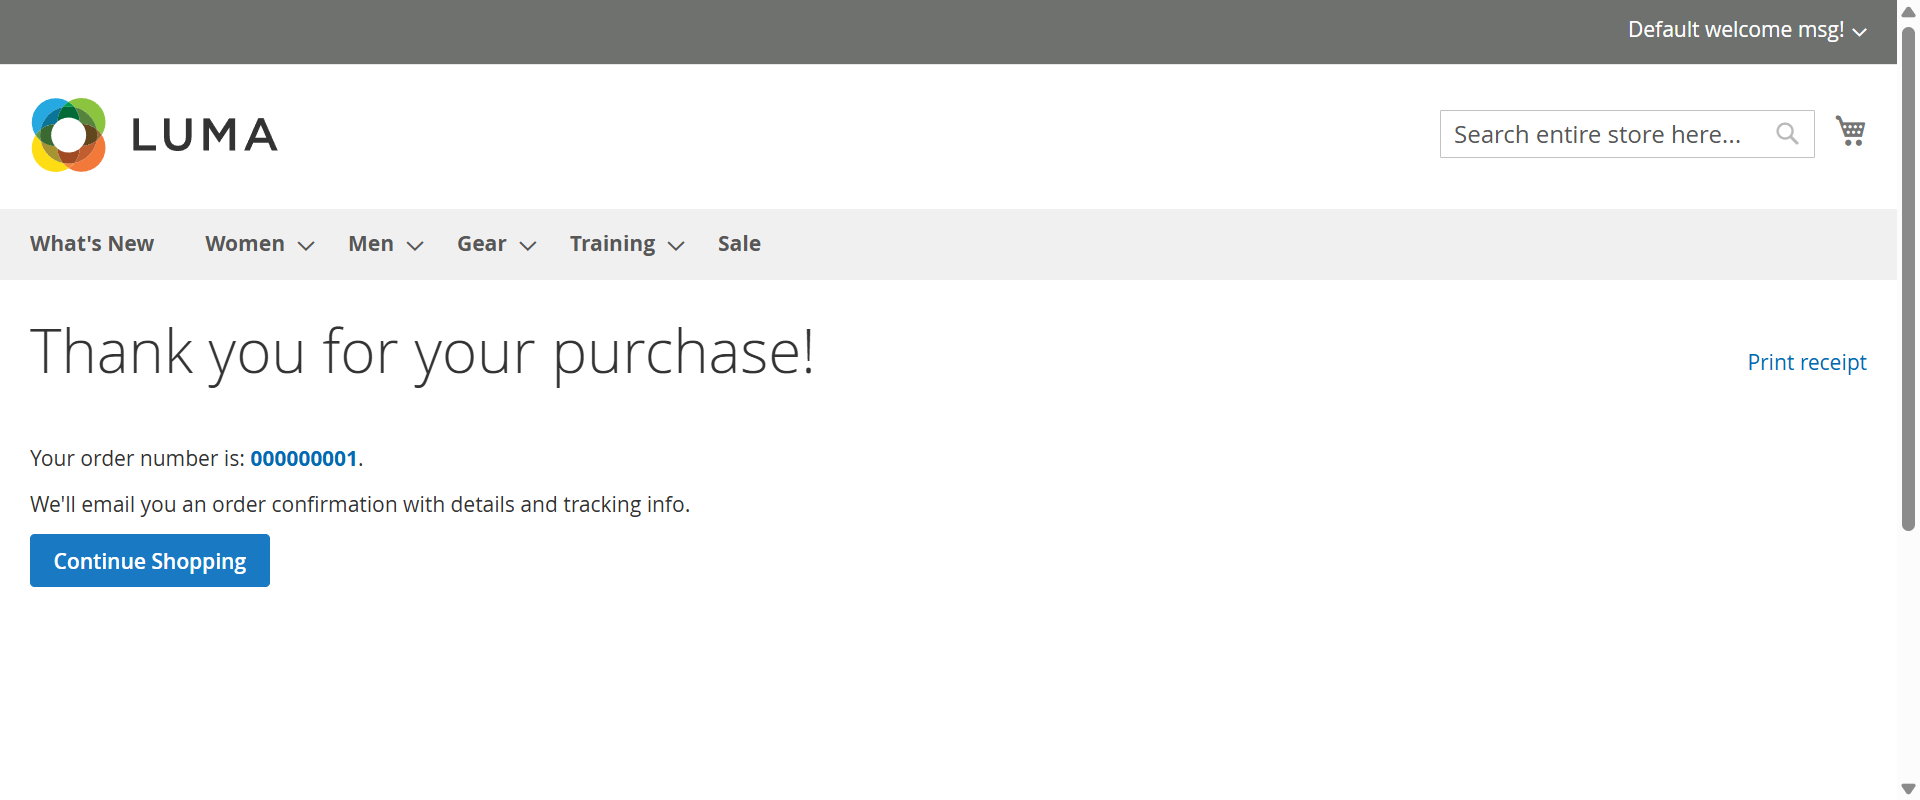 Default welcome msg!
LUMA
Search entire store here...
What's New Women Men Gear Training Sale
Thank you for your purchase!
Print receipt
Your order number is: 000000001.
We'll email you an order confirmation with details and tracking info.
Continue Shopping